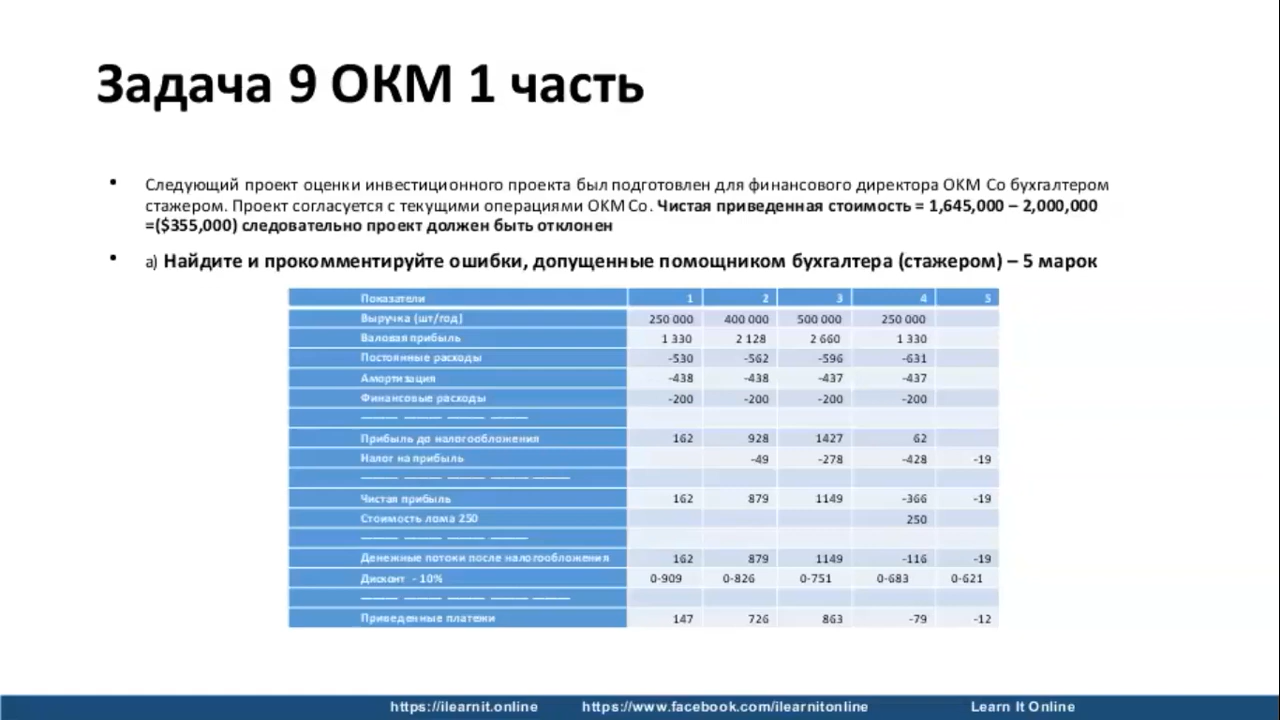 Задача 9 ОКМ 1 часть
• Следующий проект оценки инвестиционного проекта был подготовлен для финансового директора ОКМ Со бухгалтером
стажером. Проект согласуется с текущими операциями ОКМ Со. Чистая приведенная стоимость = 1,645,000 – 2,000,000
=($355,000) следовательно проект должен быть отклонен
• а) Найдите и прокомментируйте ошибки, допущенные помощником бухгалтера (стажером) – 5 марок
Показатели 1 2 3 4 5
Выручка (шт/год) 250 000 400 000 500 000 250 000
Валовая прибыль 1 330 2 128 2 660 1 330
Постоянные расходы -530 -562 -596 -631
Амортизация -438 -438 -437 -437
Финансовые расходы -200 -200 -200 -200
Прибыль до налогообложения 162 928 1427 62
Налог на прибыль -49 -278 -428 -19
Чистая прибыль 162 879 1149 -366 -19
Стоимость лома 250 250
Денежные потоки после налогообложения 162 879 1149 -116 -19
Дисконт - 10% 0-909 0-826 0-751 0-683 0-621
Приведенные платежи 147 726 863 -79 -12
https://ilearnit.online https://www.facebook.com/ilearnitonline Learn It Online